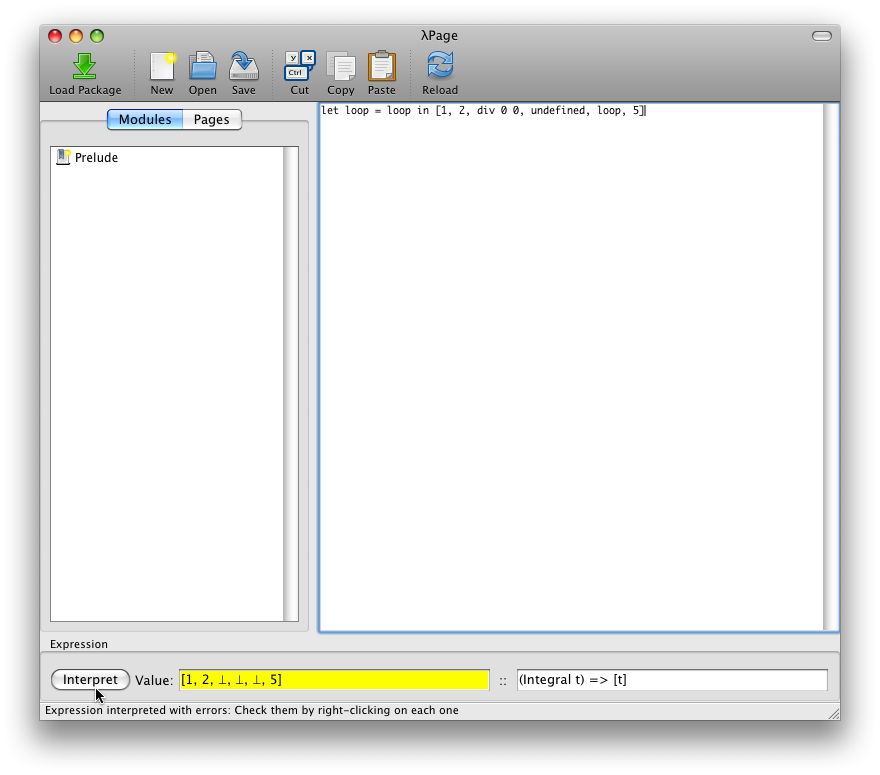 λPage
Load Package New Open Save Cut Copy Paste Reload
y x
Ctrl
Modules Pages
Prelude
let loop = loop in [1, 2, div 0 0, undefined, loop, 5]
Expression
Interpret Value: [1, 2, ⊥, ⊥, ⊥, 5] :: (Integral t) => [t]
Expression interpreted with errors: Check them by right-clicking on each one